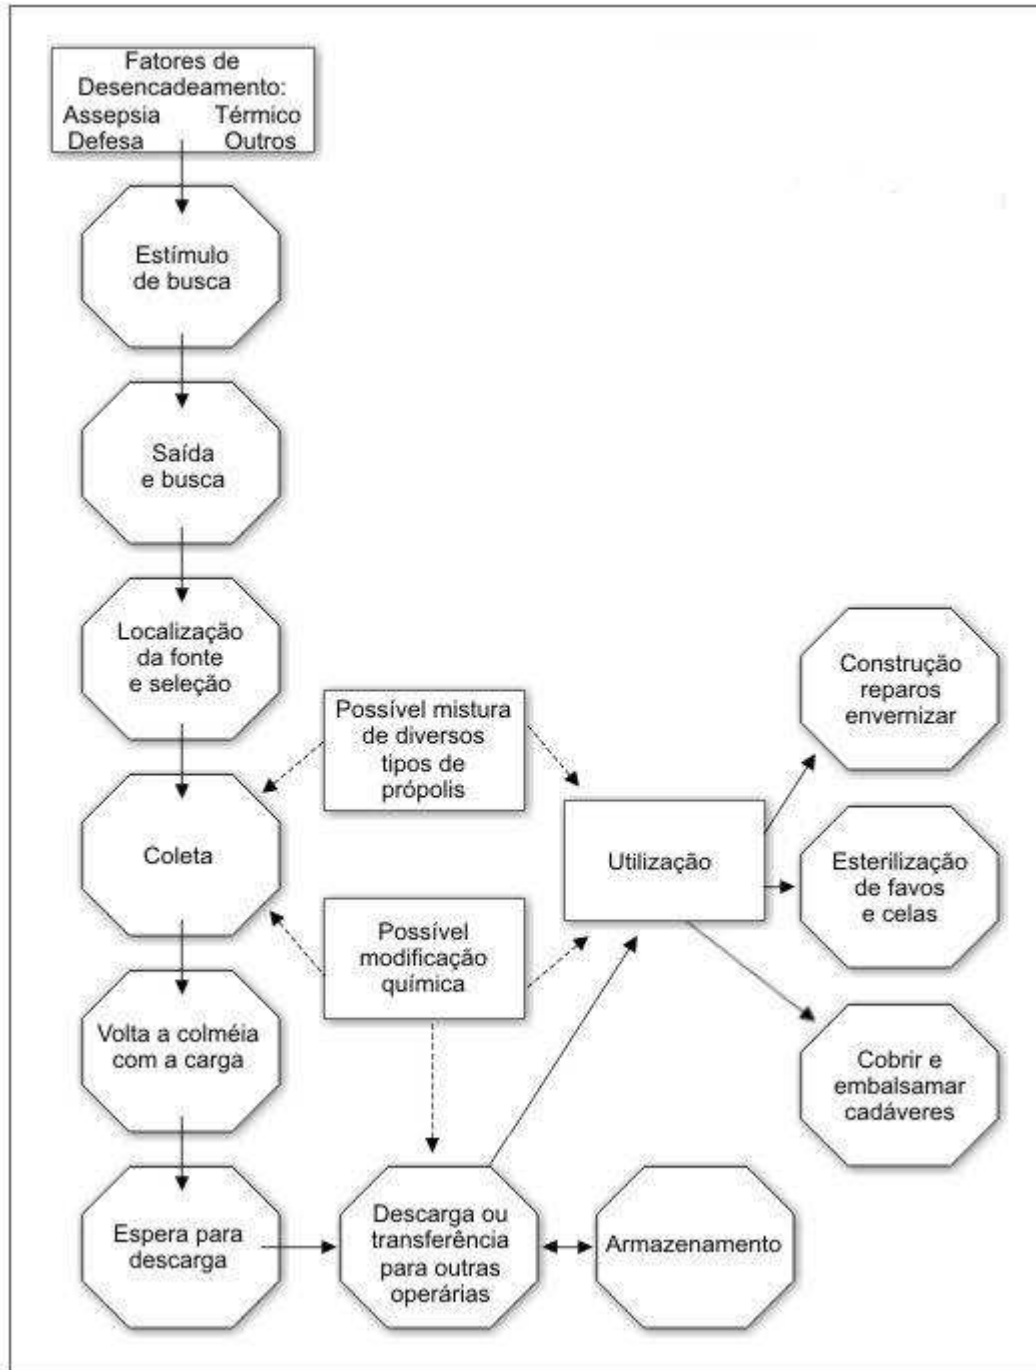 Fatores de
Desencadeamento:
Assepsia Térmico
Defesa Outros
Estímulo
de busca
Saída
e busca
Localização
da fonte
e seleção
Possível mistura
de diversos
tipos de
própolis
Construção
reparos
envernizar
Coleta
Utilização
Esterilização
de favos
e celas
Possível
modificação
química
Volta a colméia
com a carga
Cobrir e
embalsamar
cadáveres
Espera para
descarga
Descarga ou
transferência
para outras
operárias
Armazenamento